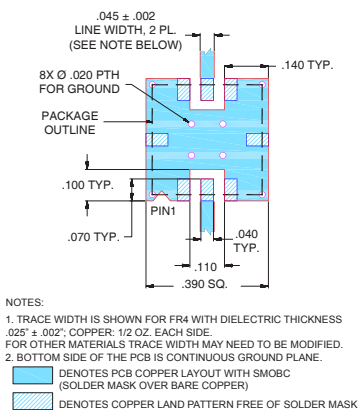 .045 ± .002
LINE WIDTH, 2 PL.
(SEE NOTE BELOW)
.140 TYP.
8X Ø .020 PTH
FOR GROUND
PACKAGE
OUTLINE
.100 TYP.
PIN1
.070 TYP.
.040
TYP.
.110
.390 SQ.
NOTES:
1. TRACE WIDTH IS SHOWN FOR FR4 WITH DIELECTRIC THICKNESS
.025" ± .002"; COPPER: 1/2 OZ. EACH SIDE.
FOR OTHER MATERIALS TRACE WIDTH MAY NEED TO BE MODIFIED.
2. BOTTOM SIDE OF THE PCB IS CONTINUOUS GROUND PLANE.
DENOTES PCB COPPER LAYOUT WITH SMOBC
(SOLDER MASK OVER BARE COPPER)
DENOTES COPPER LAND PATTERN FREE OF SOLDER MASK